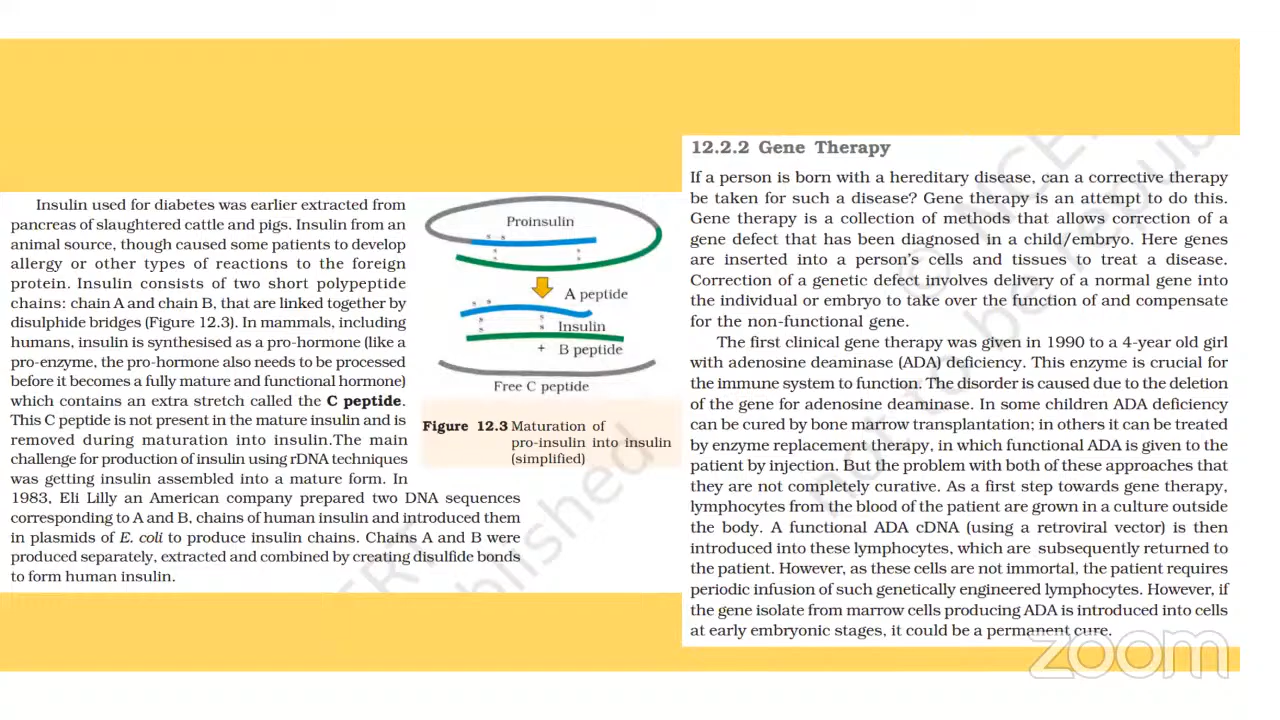 Insulin used for diabetes was earlier extracted from
pancreas of slaughtered cattle and pigs. Insulin from an
animal source, though caused some patients to develop
allergy or other types of reactions to the foreign
protein. Insulin consists of two short polypeptide
chains: chain A and chain B, that are linked together by
disulphide bridges (Figure 12.3). In mammals, including
humans, insulin is synthesised as a pro-hormone (like a
pro-enzyme, the pro-hormone also needs to be processed
before it becomes a fully mature and functional hormone)
which contains an extra stretch called the C peptide.
This C peptide is not present in the mature insulin and is
removed during maturation into insulin.The main
challenge for production of insulin using rDNA techniques
was getting insulin assembled into a mature form. In
1983, Eli Lilly an American company prepared two DNA sequences
corresponding to A and B, chains of human insulin and introduced them
in plasmids of E. coli to produce insulin chains. Chains A and B were
produced separately, extracted and combined by creating disulfide bonds
to form human insulin.
Proinsulin
A peptide
Insulin
+ B peptide
Free C peptide
Figure 12.3 Maturation of
pro-insulin into insulin
(simplified)
12.2.2 Gene Therapy
If a person is born with a hereditary disease, can a corrective therapy
be taken for such a disease? Gene therapy is an attempt to do this.
Gene therapy is a collection of methods that allows correction of a
gene defect that has been diagnosed in a child/embryo. Here genes
are inserted into a person's cells and tissues to treat a disease.
Correction of a genetic defect involves delivery of a normal gene into
the individual or embryo to take over the function of and compensate
for the non-functional gene.
The first clinical gene therapy was given in 1990 to a 4-year old girl
with adenosine deaminase (ADA) deficiency. This enzyme is crucial for
the immune system to function. The disorder is caused due to the deletion
of the gene for adenosine deaminase. In some children ADA deficiency
can be cured by bone marrow transplantation; in others it can be treated
by enzyme replacement therapy, in which functional ADA is given to the
patient by injection. But the problem with both of these approaches that
they are not completely curative. As a first step towards gene therapy,
lymphocytes from the blood of the patient are grown in a culture outside
the body. A functional ADA cDNA (using a retroviral vector) is then
introduced into these lymphocytes, which are subsequently returned to
the patient. However, as these cells are not immortal, the patient requires
periodic infusion of such genetically engineered lymphocytes. However, if
the gene isolate from marrow cells producing ADA is introduced into cells
at early embryonic stages, it could be a permanent cure.
zoom